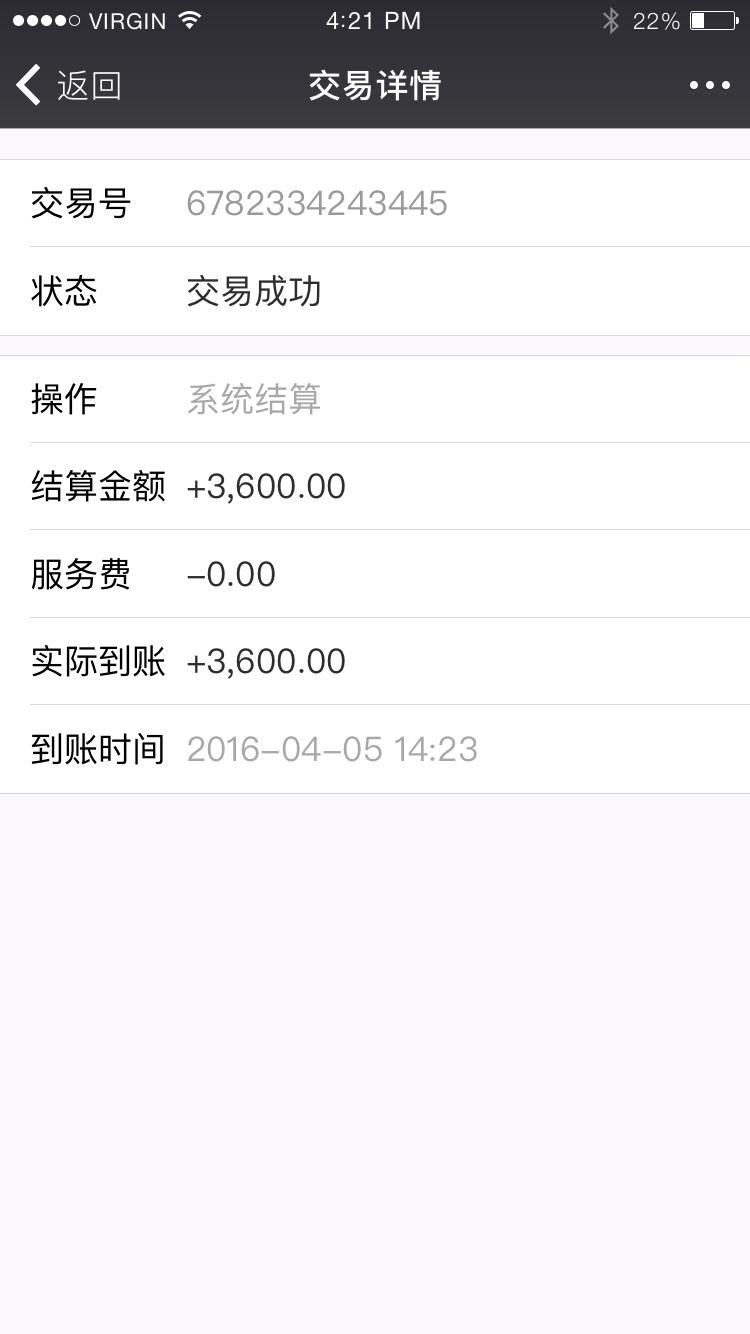 VIRGIN 4:21 PM 22%
返回 交易详情
交易号 6782334243445
状态 交易成功
操作 系统结算
结算金额 +3,600.00
服务费 –0.00
实际到账 +3,600.00
到账时间 2016–04–05 14:23